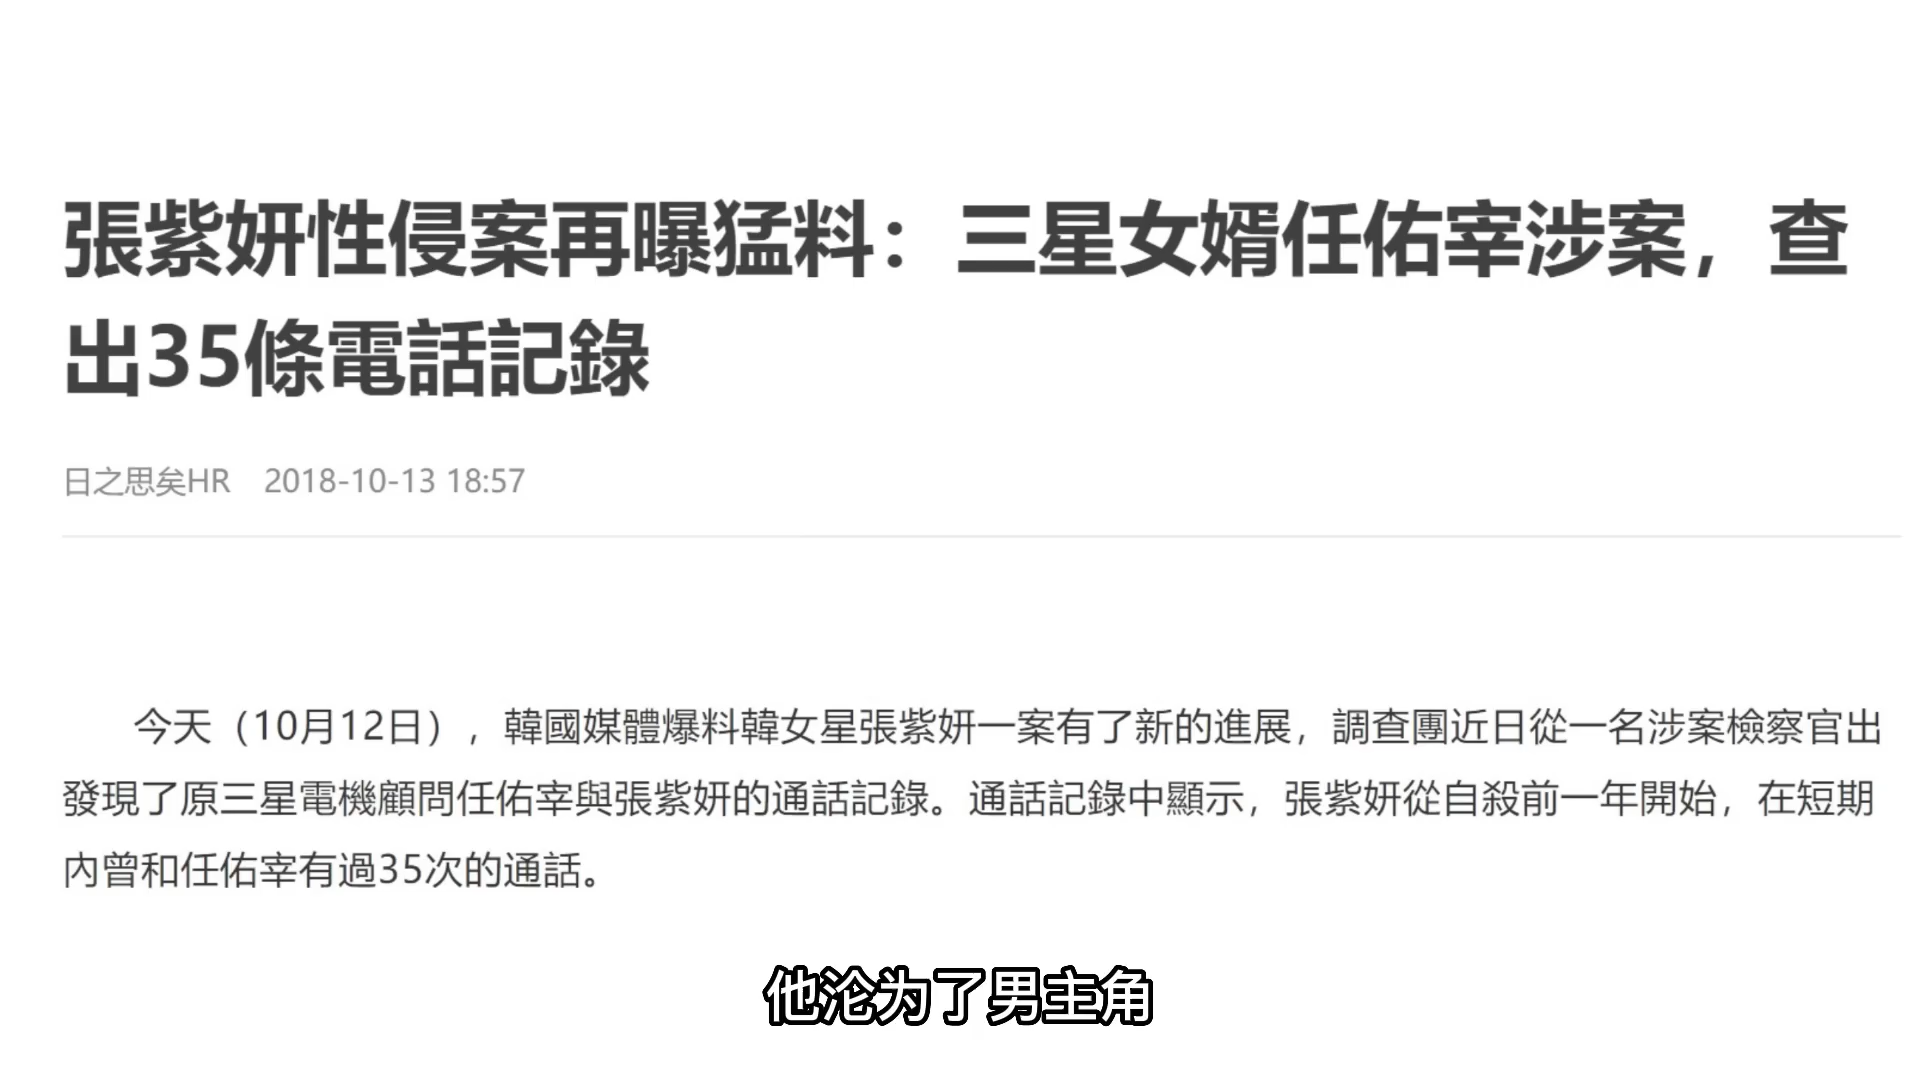 張紫妍性侵案再曝猛料：三星女婿任佑宰涉案，查
出35條電話記錄
日之思矣HR 2018-10-13 18:57
今天（10月12日），韓國媒體爆料韓女星張紫妍一案有了新的進展，調查團近日從一名涉案檢察官出
發現了原三星電機顧問任佑宰與張紫妍的通話記錄。通話記錄中顯示，張紫妍從自殺前一年開始，在短期
內曾和任佑宰有過35次的通話。
他沦为了男主角